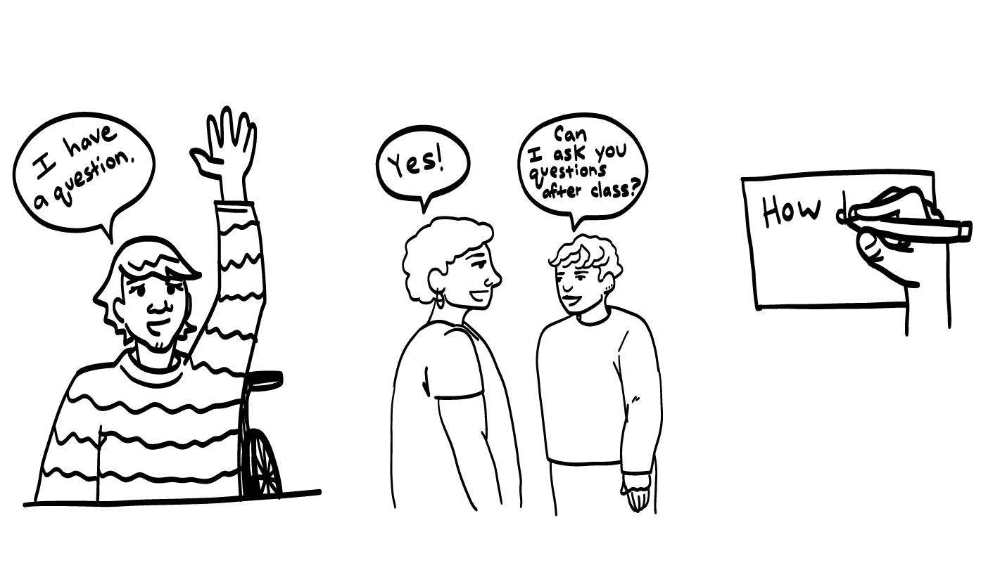 I have
a question.
Yes!
Can
I ask you
questions
after class?
How d